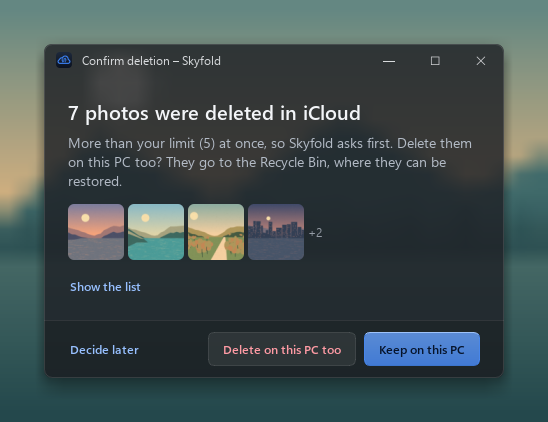 Confirm deletion – Skyfold
7 photos were deleted in iCloud
More than your limit (5) at once, so Skyfold asks first. Delete them
on this PC too? They go to the Recycle Bin, where they can be
restored.
+2
Show the list
Decide later
Delete on this PC too
Keep on this PC